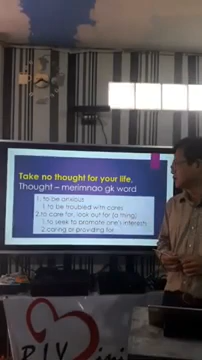 Take no thought for your life,
Thought – merimnao gk word
1. to be anxious
1. to be troubled with cares
2. to care for, look out for (a thing)
1. to seek to promote one's interests
2. caring or providing for